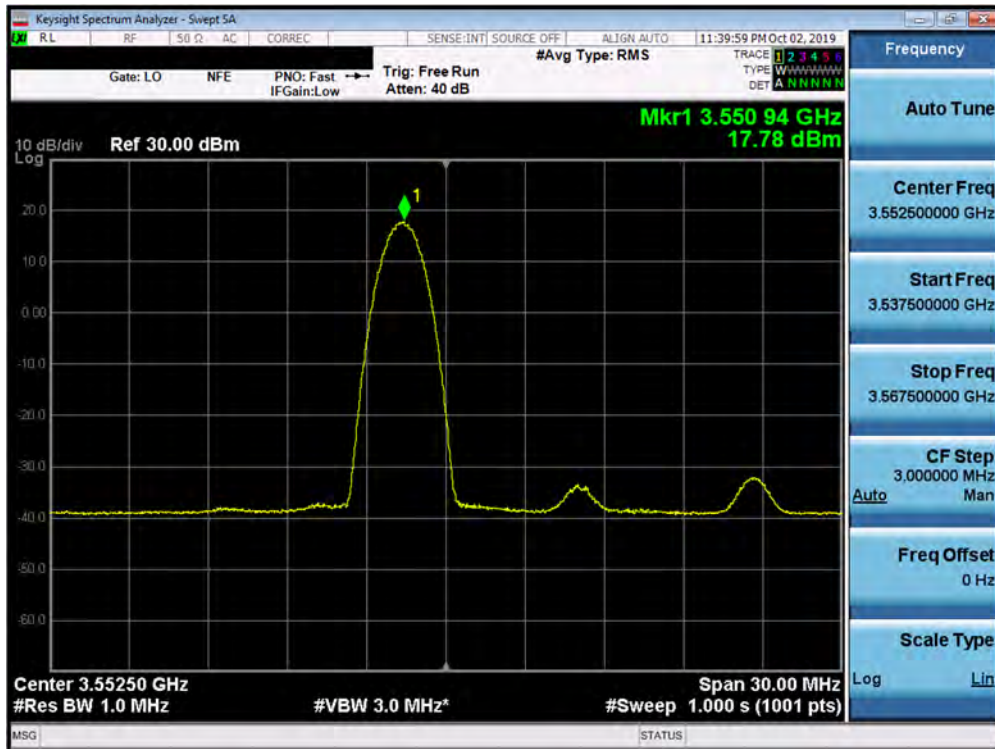 Keysight Spectrum Analyzer - Swept SA
LXI RL RF 50 Ω AC CORREC SENSE:INT SOURCE OFF ALIGN AUTO 11:39:59 PM Oct 02, 2019
Gate: LO NFE PNO: Fast Trig: Free Run #Avg Type: RMS TRACE 1 2 3 4 5 6
IFGain:Low Atten: 40 dB TYPE WWWWWW
DET A N N N N N
Mkr1 3.550 94 GHz
17.78 dBm
10 dB/div Ref 30.00 dBm
Log
1
20.0
10.0
0.00
-10.0
-20.0
-30.0
-40.0
-50.0
-60.0
Center 3.55250 GHz Span 30.00 MHz
#Res BW 1.0 MHz #VBW 3.0 MHz* #Sweep 1.000 s (1001 pts)
MSG STATUS
Frequency
Auto Tune
Center Freq
3.552500000 GHz
Start Freq
3.537500000 GHz
Stop Freq
3.567500000 GHz
CF Step
3.000000 MHz
Auto Man
Freq Offset
0 Hz
Scale Type
Log Lin